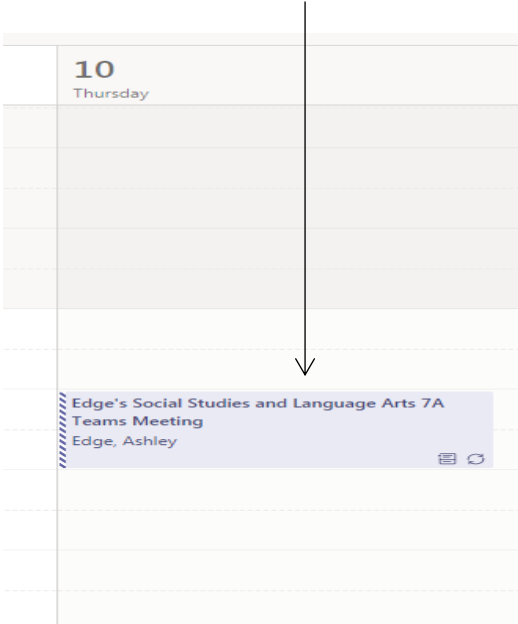 10
Thursday
Edge's Social Studies and Language Arts 7A
Teams Meeting
Edge, Ashley